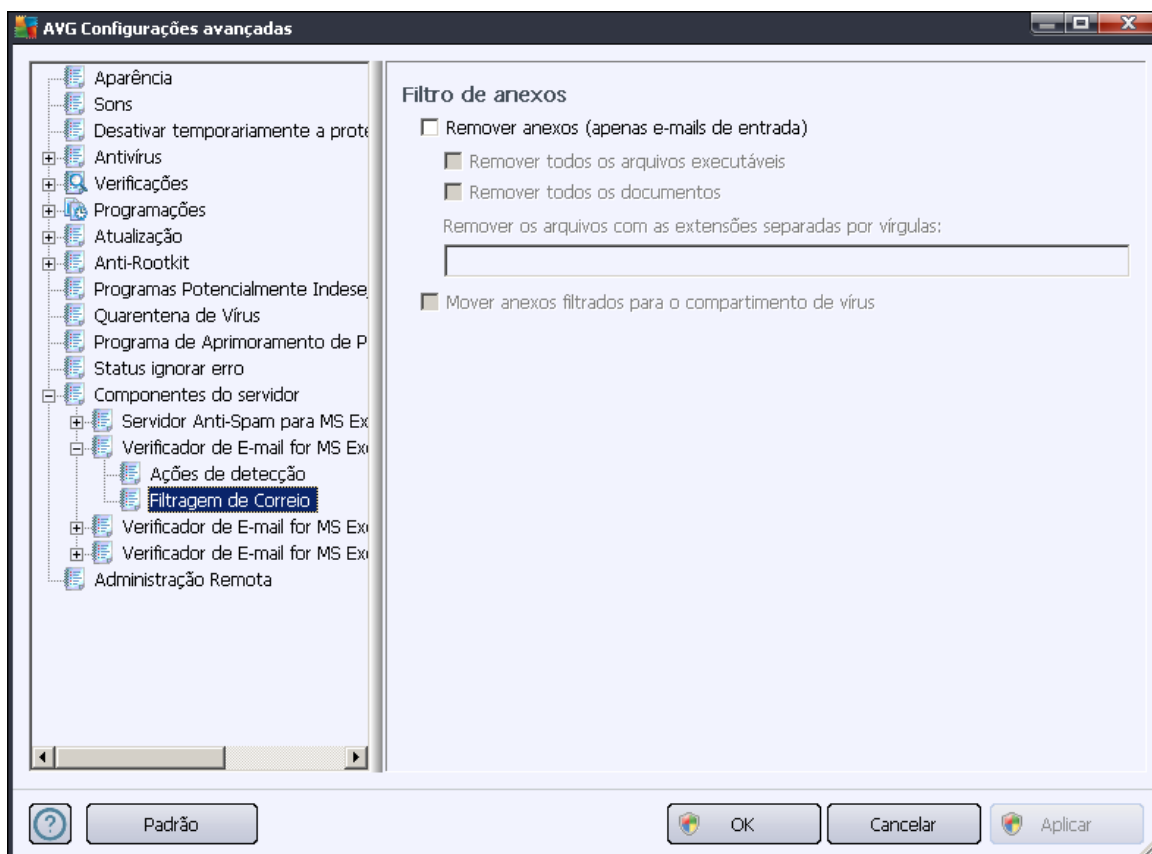 AVG Configurações avançadas
Aparência
Sons
Desativar temporariamente a prote
Antivírus
Verificações
Programações
Atualização
Anti-Rootkit
Programas Potencialmente Indese
Quarentena de Vírus
Programa de Aprimoramento de P
Status ignorar erro
Componentes do servidor
Servidor Anti-Spam para MS Ex
Verificador de E-mail for MS Exc
Ações de detecção
Filtragem de Correio
Verificador de E-mail for MS Exc
Verificador de E-mail for MS Exc
Administração Remota
Filtro de anexos
Remover anexos (apenas e-mails de entrada)
Remover todos os arquivos executáveis
Remover todos os documentos
Remover os arquivos com as extensões separadas por vírgulas:
Mover anexos filtrados para o compartimento de vírus
Padrão
OK
Cancelar
Aplicar